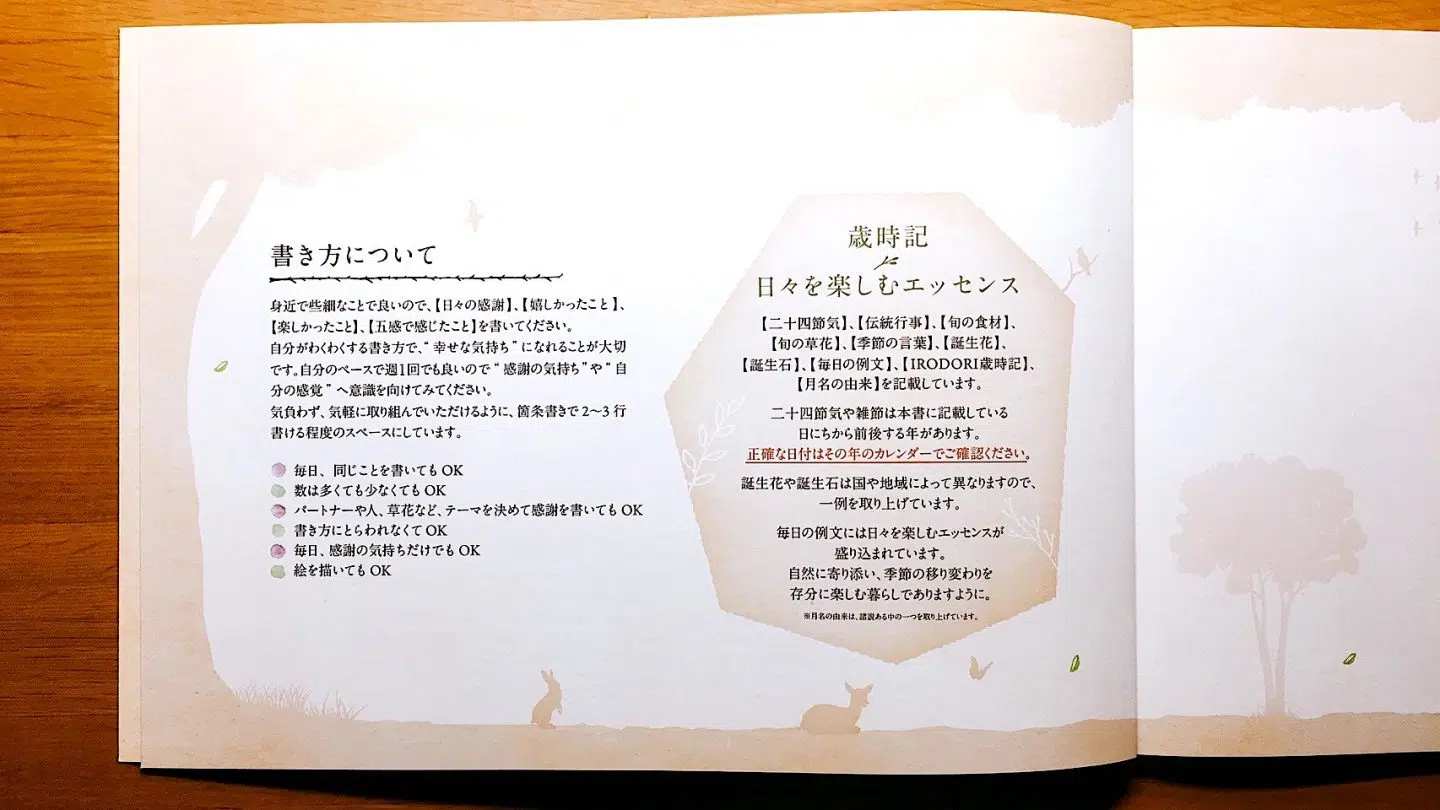 書き方について
身近で些細なことで良いので、【日々の感謝】、【嬉しかったこと】、
【楽しかったこと】、【五感で感じたこと】を書いてください。
自分がわくわくする書き方で、“幸せな気持ち”になれることが大切
です。自分のペースで週1回でも良いので“感謝の気持ち”や“自
分の感覚”へ意識を向けてみてください。
気負わず、気軽に取り組んでいただけるように、箇条書きで2〜3行
書ける程度のスペースにしています。
毎日、同じことを書いてもOK
数は多くても少なくてもOK
パートナーや人、草花など、テーマを決めて感謝を書いてもOK
書き方にとらわれなくてOK
毎日、感謝の気持ちだけでもOK
絵を描いてもOK
歳時記
日々を楽しむエッセンス
【二十四節気】、【伝統行事】、【旬の食材】、
【旬の草花】、【季節の言葉】、【誕生花】、
【誕生石】、【毎日の例文】、【IRODORI歳時記】、
【月名の由来】を記載しています。
二十四節気や雑節は本書に記載している
日にちから前後する年があります。
正確な日付はその年のカレンダーでご確認ください。
誕生花や誕生石は国や地域によって異なりますので、
一例を取り上げています。
毎日の例文には日々を楽しむエッセンスが
盛り込まれています。
自然に寄り添い、季節の移り変わりを
存分に楽しむ暮らしでありますように。
※月名の由来は、諸説ある中の一つを取り上げています。